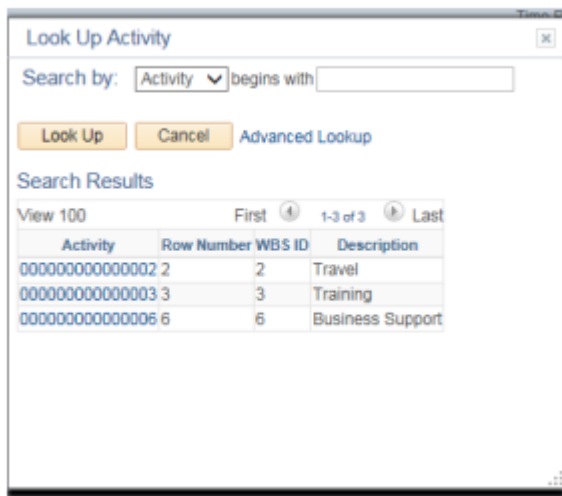 Look Up Activity
Search by: Activity begins with
Look Up Cancel Advanced Lookup
Search Results
View 100 First 1-3 of 3 Last
Activity Row Number WBS ID Description
000000000000002 2 2 Travel
000000000000003 3 3 Training
000000000000006 6 6 Business Support